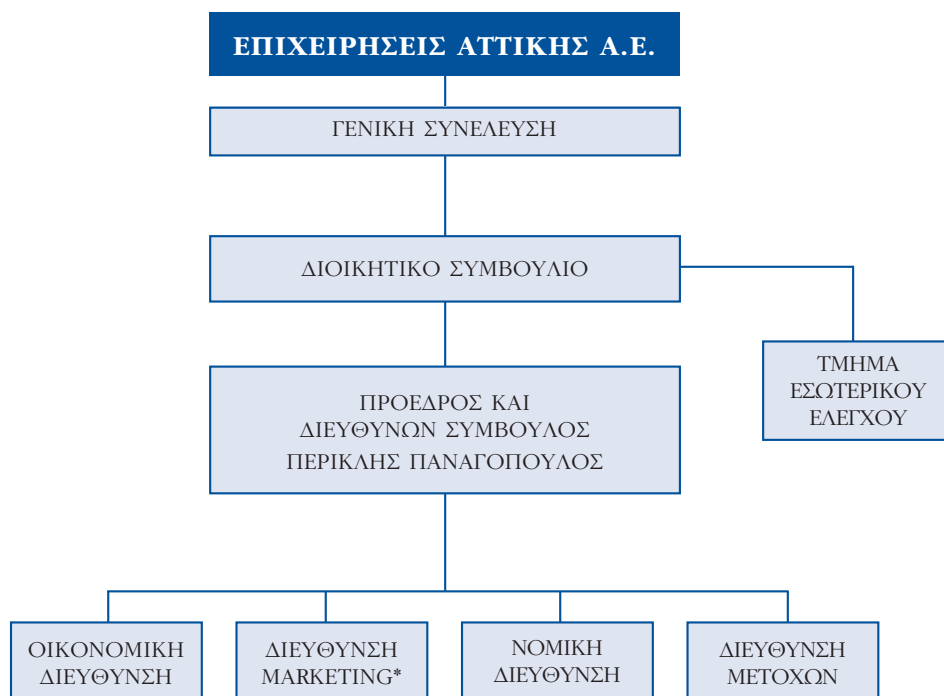 ΕΠΙΧΕΙΡΗΣΕΙΣ ΑΤΤΙΚΗΣ Α.Ε.
ΓΕΝΙΚΗ ΣΥΝΕΛΕΥΣΗ
ΔΙΟΙΚΗΤΙΚΟ ΣΥΜΒΟΥΛΙΟ
ΤΜΗΜΑ
ΕΣΩΤΕΡΙΚΟΥ
ΕΛΕΓΧΟΥ
ΠΡΟΕΔΡΟΣ ΚΑΙ
ΔΙΕΥΘΥΝΩΝ ΣΥΜΒΟΥΛΟΣ
ΠΕΡΙΚΛΗΣ ΠΑΝΑΓΟΠΟΥΛΟΣ
ΟΙΚΟΝΟΜΙΚΗ
ΔΙΕΥΘΥΝΣΗ
ΔΙΕΥΘΥΝΣΗ
MARKETING*
ΝΟΜΙΚΗ
ΔΙΕΥΘΥΝΣΗ
ΔΙΕΥΘΥΝΣΗ
ΜΕΤΟΧΩΝ